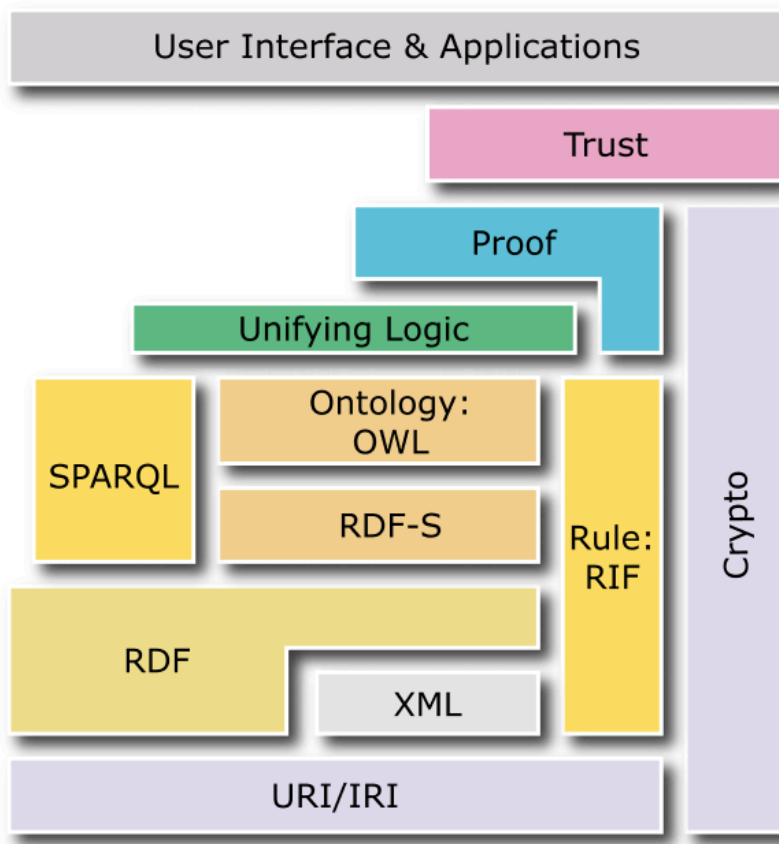 User Interface & Applications
Trust
Proof
Unifying Logic
Ontology:
OWL
SPARQL
RDF-S
Rule:
RIF
Crypto
RDF
XML
URI/IRI